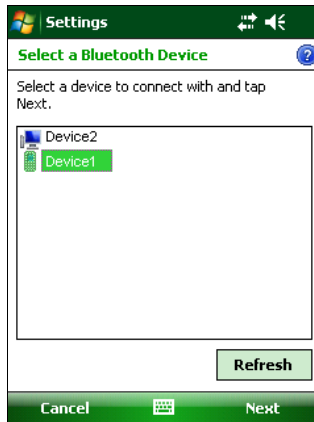 Settings
Select a Bluetooth Device
?
Select a device to connect with and tap
Next.
Device2
Device1
Refresh
Cancel
Next